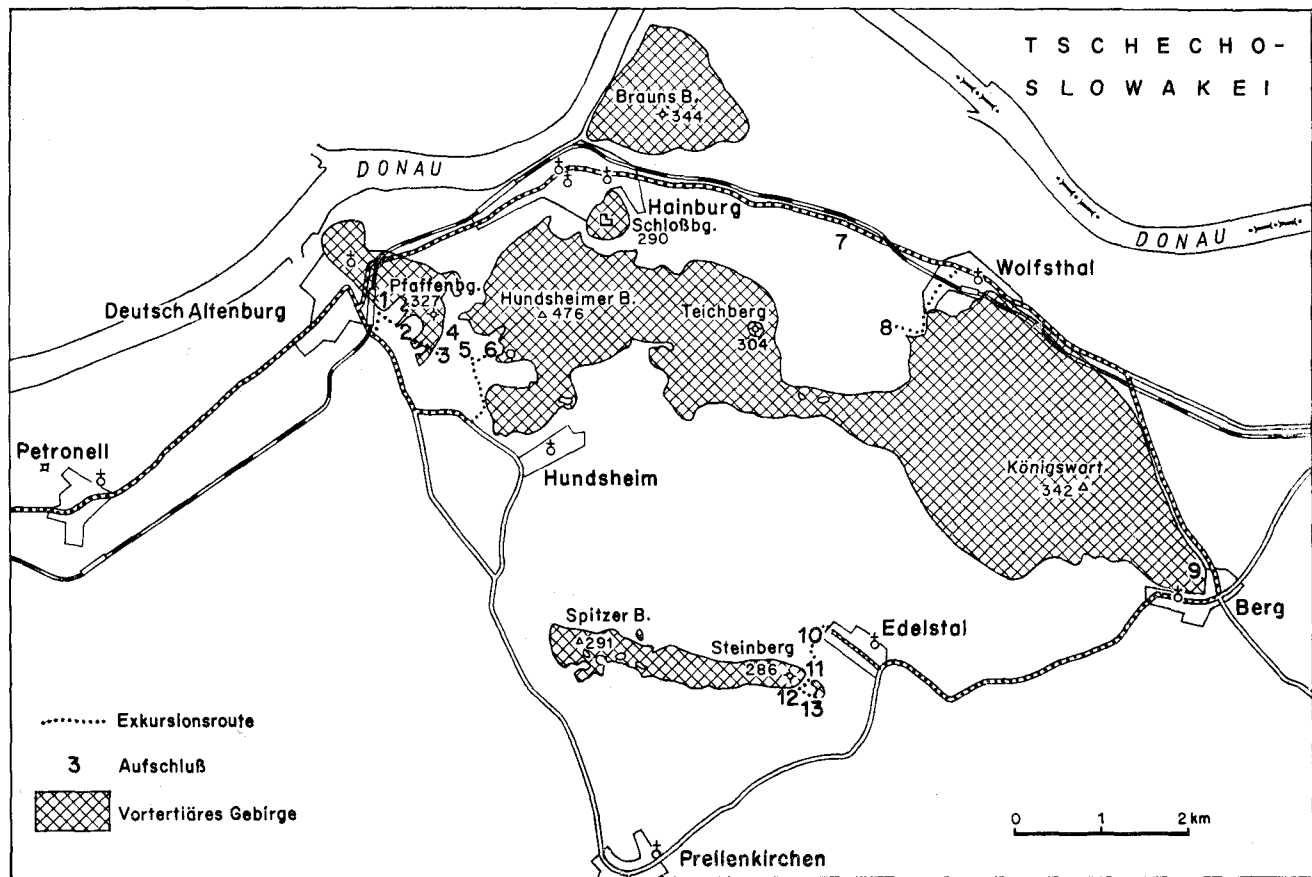 TSCHECHO-
SLOWAKEI
Brauns B.
344
DONAU
Hainburg
Schloßbg.
290
7
DONAU
Wolfsthal
Deutsch Altenburg
1
Pfaffenbg.
327
2
3
4
5
6
Hundsheimer B.
476
Teichberg
304
8
Petronell
Hundsheim
Königswart
342
9
Berg
Spitzer B.
291
Steinberg
286
10
Edelstal
11
12
13
Exkursionsroute
3 Aufschluß
Vortertiäres Gebirge
0 1 2 km
Prellenkirchen